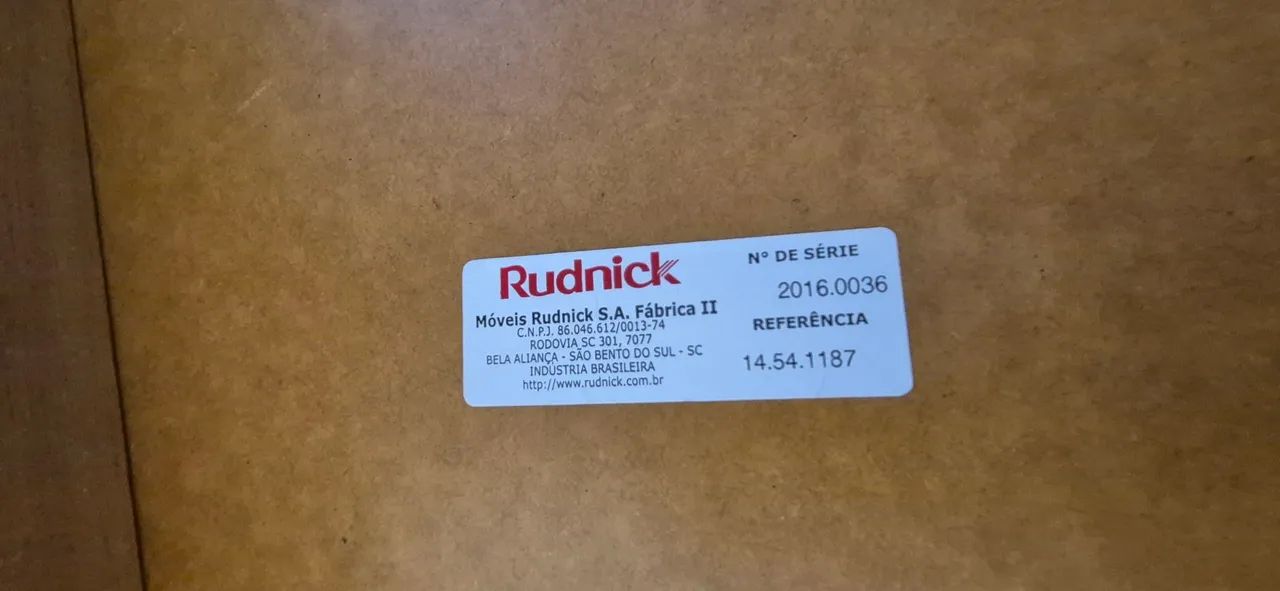 Rudnick
Móveis Rudnick S.A. Fábrica II
C.N.P.J. 86.046.612/0013-74
RODOVIA SC 301, 7077
BELA ALIANÇA - SÃO BENTO DO SUL - SC
INDÚSTRIA BRASILEIRA
http://www.rudnick.com.br
Nº DE SÉRIE
2016.0036
REFERÊNCIA
14.54.1187